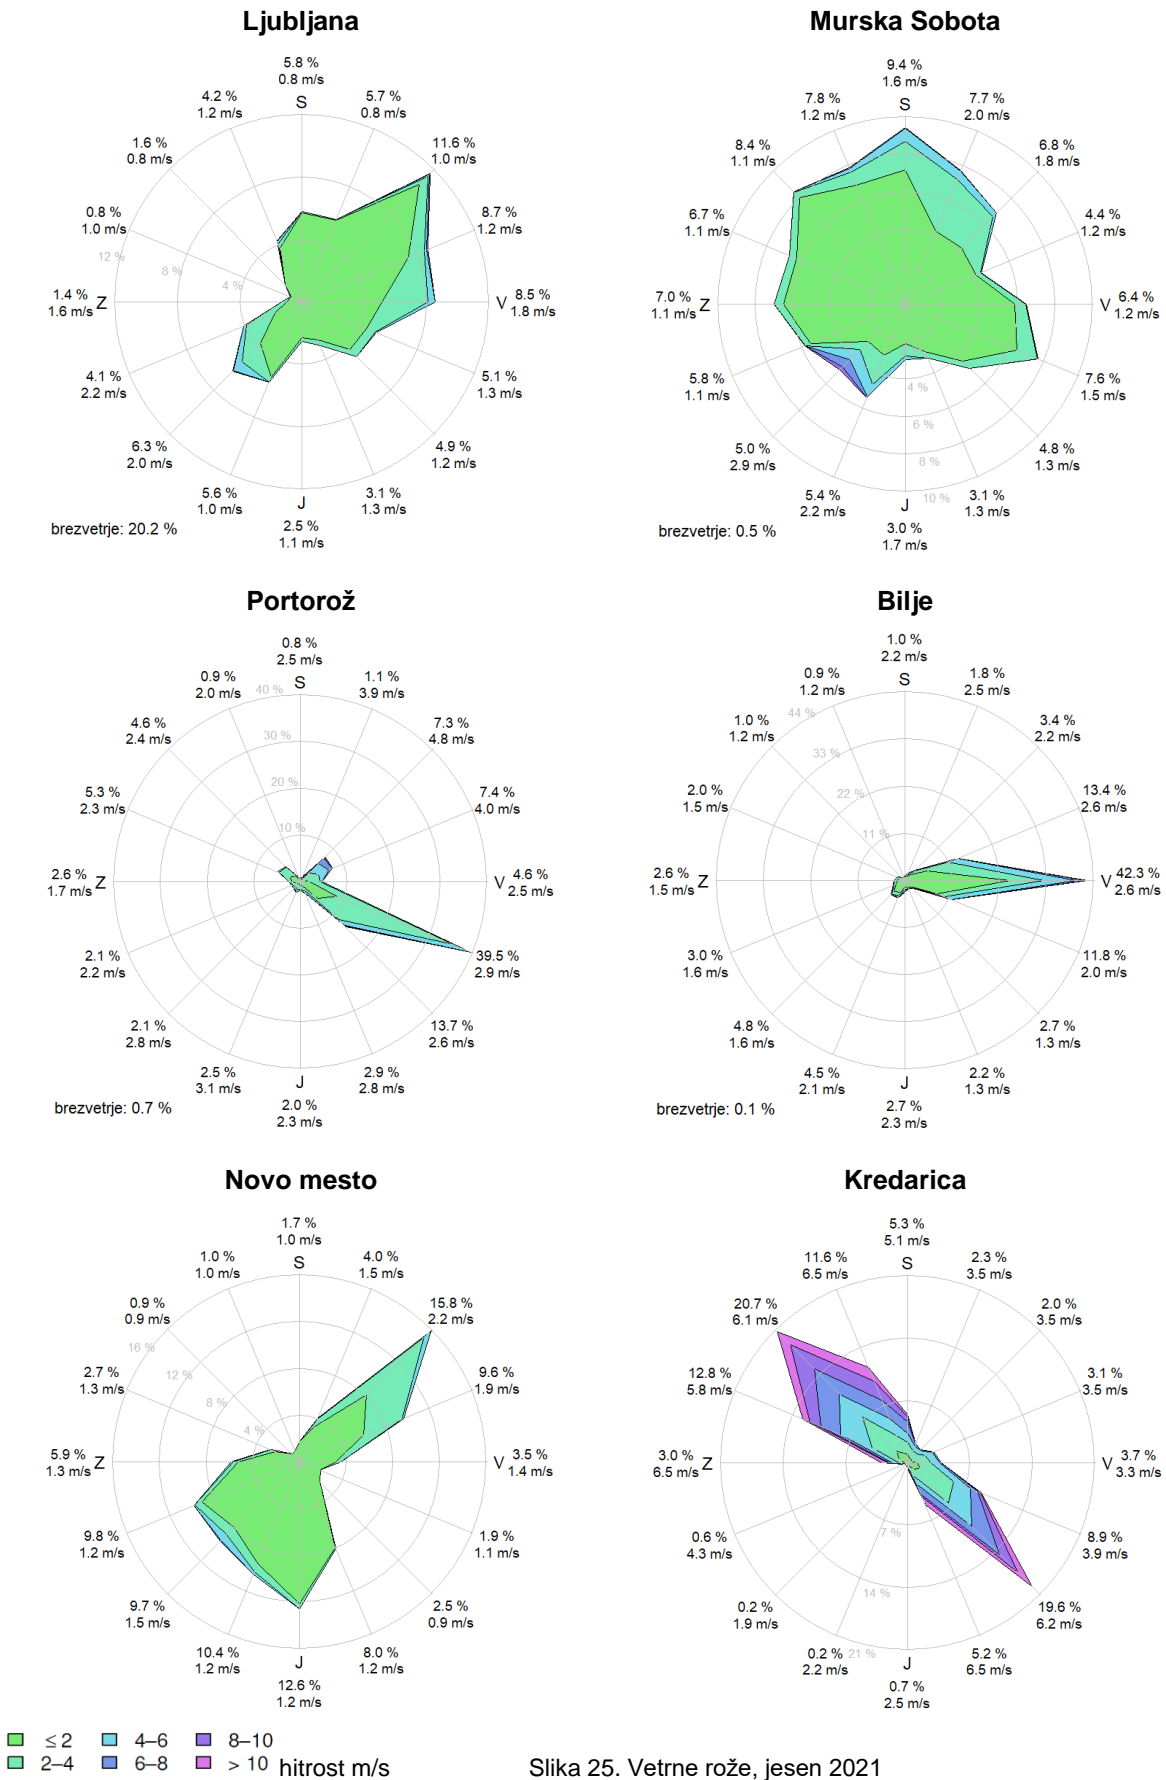 Ljubljana
5.8 %
0.8 m/s
S
5.7 %
0.8 m/s
11.6 %
1.0 m/s
8.7 %
1.2 m/s
V 8.5 %
1.8 m/s
5.1 %
1.3 m/s
4.9 %
1.2 m/s
3.1 %
1.3 m/s
J
2.5 %
1.1 m/s
5.6 %
1.0 m/s
6.3 %
2.0 m/s
4.1 %
2.2 m/s
1.4 %
1.6 m/s Z
0.8 %
1.0 m/s
1.6 %
0.8 m/s
4.2 %
1.2 m/s
12 %
8 %
4 %
brezvetrje: 20.2 %
Murska Sobota
9.4 %
1.6 m/s
S
7.7 %
2.0 m/s
6.8 %
1.8 m/s
4.4 %
1.2 m/s
V 6.4 %
1.2 m/s
7.6 %
1.5 m/s
4.8 %
1.3 m/s
3.1 %
1.3 m/s
J
3.0 %
1.7 m/s
5.4 %
2.2 m/s
5.0 %
2.9 m/s
5.8 %
1.1 m/s
7.0 %
1.1 m/s Z
6.7 %
1.1 m/s
8.4 %
1.1 m/s
7.8 %
1.2 m/s
4 %
6 %
8 %
10 %
brezvetrje: 0.5 %
Portorož
0.8 %
2.5 m/s
S
1.1 %
3.9 m/s
7.3 %
4.8 m/s
7.4 %
4.0 m/s
V 4.6 %
2.5 m/s
39.5 %
2.9 m/s
13.7 %
2.6 m/s
2.9 %
2.8 m/s
J
2.0 %
2.3 m/s
2.5 %
3.1 m/s
2.1 %
2.8 m/s
2.1 %
2.2 m/s
2.6 %
1.7 m/s Z
5.3 %
2.3 m/s
4.6 %
2.4 m/s
0.9 %
2.0 m/s
40 %
30 %
20 %
10 %
brezvetrje: 0.7 %
Bilje
1.0 %
2.2 m/s
S
1.8 %
2.5 m/s
3.4 %
2.2 m/s
13.4 %
2.6 m/s
V 42.3 %
2.6 m/s
11.8 %
2.0 m/s
2.7 %
1.3 m/s
2.2 %
1.3 m/s
J
2.7 %
2.3 m/s
4.5 %
2.1 m/s
4.8 %
1.6 m/s
3.0 %
1.6 m/s
2.6 %
1.5 m/s Z
2.0 %
1.5 m/s
1.0 %
1.2 m/s
0.9 %
1.2 m/s
44 %
33 %
22 %
11 %
brezvetrje: 0.1 %
Novo mesto
1.7 %
1.0 m/s
S
4.0 %
1.5 m/s
15.8 %
2.2 m/s
9.6 %
1.9 m/s
V 3.5 %
1.4 m/s
1.9 %
1.1 m/s
2.5 %
0.9 m/s
8.0 %
1.2 m/s
J
12.6 %
1.2 m/s
10.4 %
1.2 m/s
9.7 %
1.5 m/s
9.8 %
1.2 m/s
5.9 %
1.3 m/s Z
2.7 %
1.3 m/s
0.9 %
0.9 m/s
1.0 %
1.0 m/s
16 %
12 %
8 %
4 %
Kredarica
5.3 %
5.1 m/s
S
2.3 %
3.5 m/s
2.0 %
3.5 m/s
3.1 %
3.5 m/s
V 3.7 %
3.3 m/s
8.9 %
3.9 m/s
19.6 %
6.2 m/s
5.2 %
6.5 m/s
J
0.7 %
2.5 m/s
0.2 %
2.2 m/s
0.2 %
1.9 m/s
0.6 %
4.3 m/s
3.0 %
6.5 m/s Z
12.8 %
5.8 m/s
20.7 %
6.1 m/s
11.6 %
6.5 m/s
7 %
14 %
21 %
≤ 2 4–6 8–10
2–4 6–8 > 10 hitrost m/s
Slika 25. Vetrne rože, jesen 2021